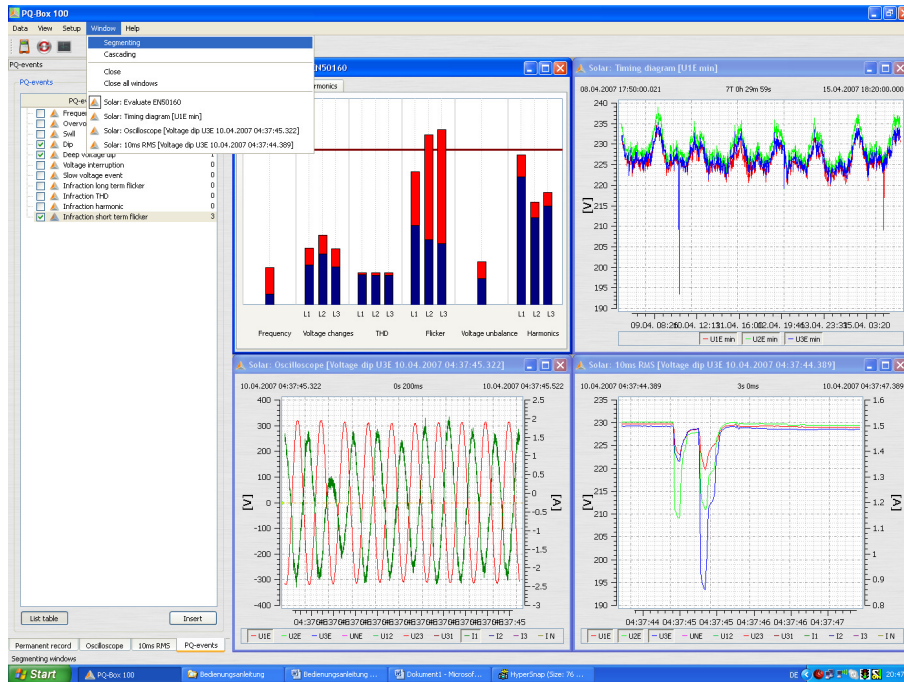 PQ-Box 100
Data View Setup Window Help
Segmenting
Cascading
Close
Close all windows
Solar: Evaluate EN50160
Solar: Timing diagram [U1E min]
Solar: Oscilloscope [Voltage dip U3E 10.04.2007 04:37:45.322]
Solar: 10ms RMS [Voltage dip U3E 10.04.2007 04:37:44.389]
PQ-events
PQ-events
Swill
Dip
Deep voltage dip 1
Voltage interruption 0
Slow voltage event 0
Infraction long term flicker 0
Infraction THD 0
Infraction harmonic 0
Infraction short term flicker 3
List table Insert
Permanent record Oscilloscope 10ms RMS PQ-events
Segmenting windows
L1 L2 L3 L1 L2 L3 L1 L2 L3 L1 L2 L3
Frequency Voltage changes THD Flicker Voltage unbalance Harmonics
Solar: Timing diagram [U1E min]
08.04.2007 17:50:00.021 7T 0h 29m 59s 15.04.2007 18:20:00.000
240
235
230
225
220
215
210
205
200
195
190
[V]
U1E min U2E min U3E min
Solar: Oscilloscope [Voltage dip U3E 10.04.2007 04:37:45.322]
10.04.2007 04:37:45.322 0s 200ms 10.04.2007 04:37:45.522
400 2.5
300 2
200 1.5
100 1
0 0.5
-100 0
-200 -0.5
-300 -1
-400 -1.5
-2
-2.5
-3
[V] [A]
U1E U2E U3E UNE U12 U23 U31 I1 I2 I3 IN
Solar: 10ms RMS [Voltage dip U3E 10.04.2007 04:37:44.389]
10.04.2007 04:37:44.389 3s 0ms 10.04.2007 04:37:47.389
235 1.6
230 1.5
225 1.4
220 1.3
215 1.2
210 1.1
205 1
200 0.9
195 0.8
190
[V] [A]
04:37:44 04:37:45 04:37:45 04:37:46 04:37:46 04:37:47
U1E U2E U3E UNE U12 U23 U31 I1 I2 I3 IN
Start PQ-Box 100 Bedienungsanleitung Bedienungsanleitung ... Dokument1 - Microsof... HyperSnap (Size: 76 ... DE 20:47